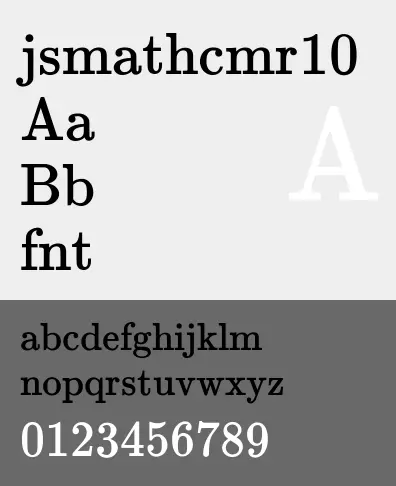 jsmathcmr10
Aa
Bb
fnt
A
abcdefghijklm
nopqrstuvwxyz
0123456789